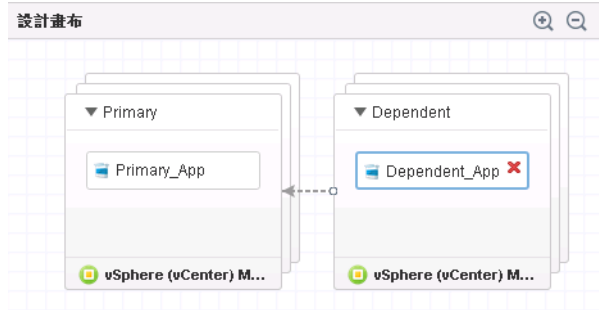 設計畫布
Primary
Dependent
Primary_App
Dependent_App
vSphere (vCenter) M...
vSphere (vCenter) M...